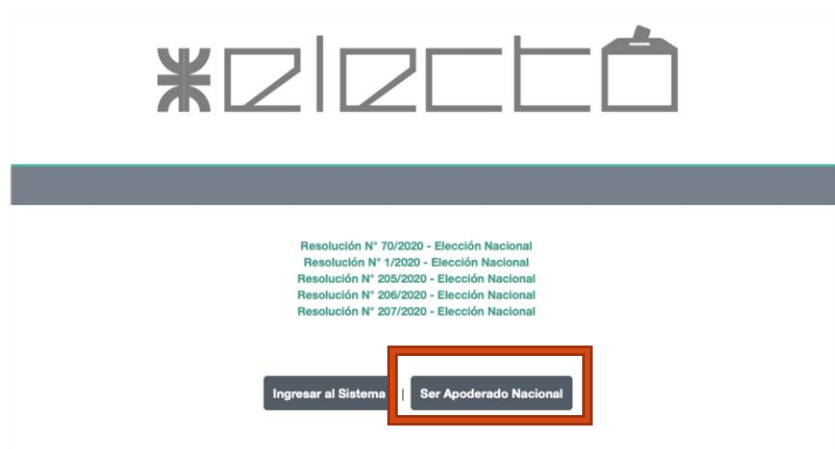 electo
Resolución N° 70/2020 - Elección Nacional
Resolución N° 1/2020 - Elección Nacional
Resolución N° 205/2020 - Elección Nacional
Resolución N° 206/2020 - Elección Nacional
Resolución N° 207/2020 - Elección Nacional
Ingresar al Sistema | Ser Apoderado Nacional